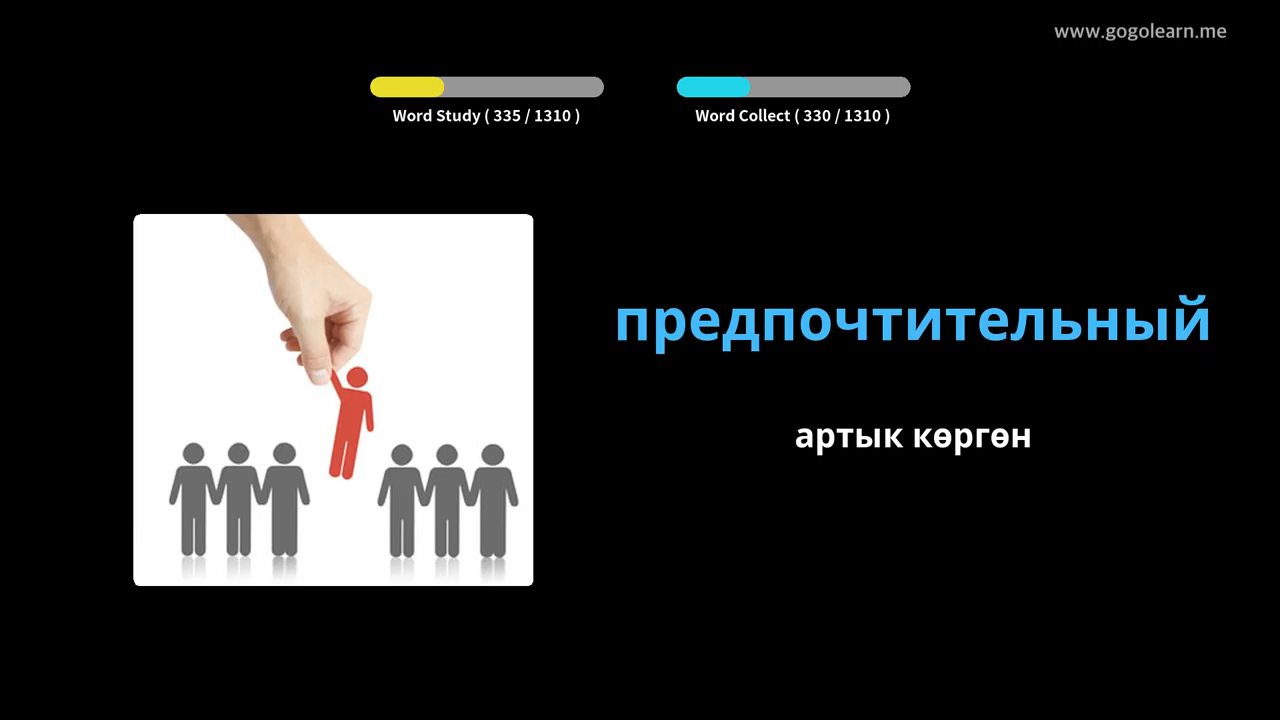 www.gogolearn.me
Word Study ( 335 / 1310 )
Word Collect ( 330 / 1310 )
предпочтительный
артык көргөн